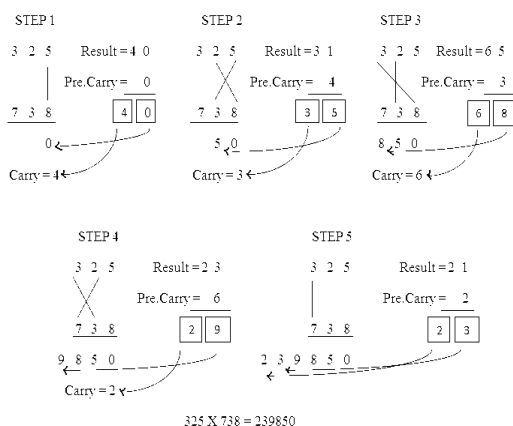 STEP 1
3 2 5 Result = 4 0
Pre.Carry = 0
7 3 8 4 0
0
Carry = 4
STEP 2
3 2 5 Result = 3 1
Pre.Carry = 4
7 3 8 3 5
5 0
Carry = 3
STEP 3
3 2 5 Result = 6 5
Pre.Carry = 3
7 3 8 6 8
8 5 0
Carry = 6
STEP 4
3 2 5 Result = 2 3
Pre.Carry = 6
7 3 8 2 9
9 8 5 0
Carry = 2
STEP 5
3 2 5 Result = 2 1
Pre.Carry = 2
7 3 8 2 3
2 3 9 8 5 0
325 X 738 = 239850